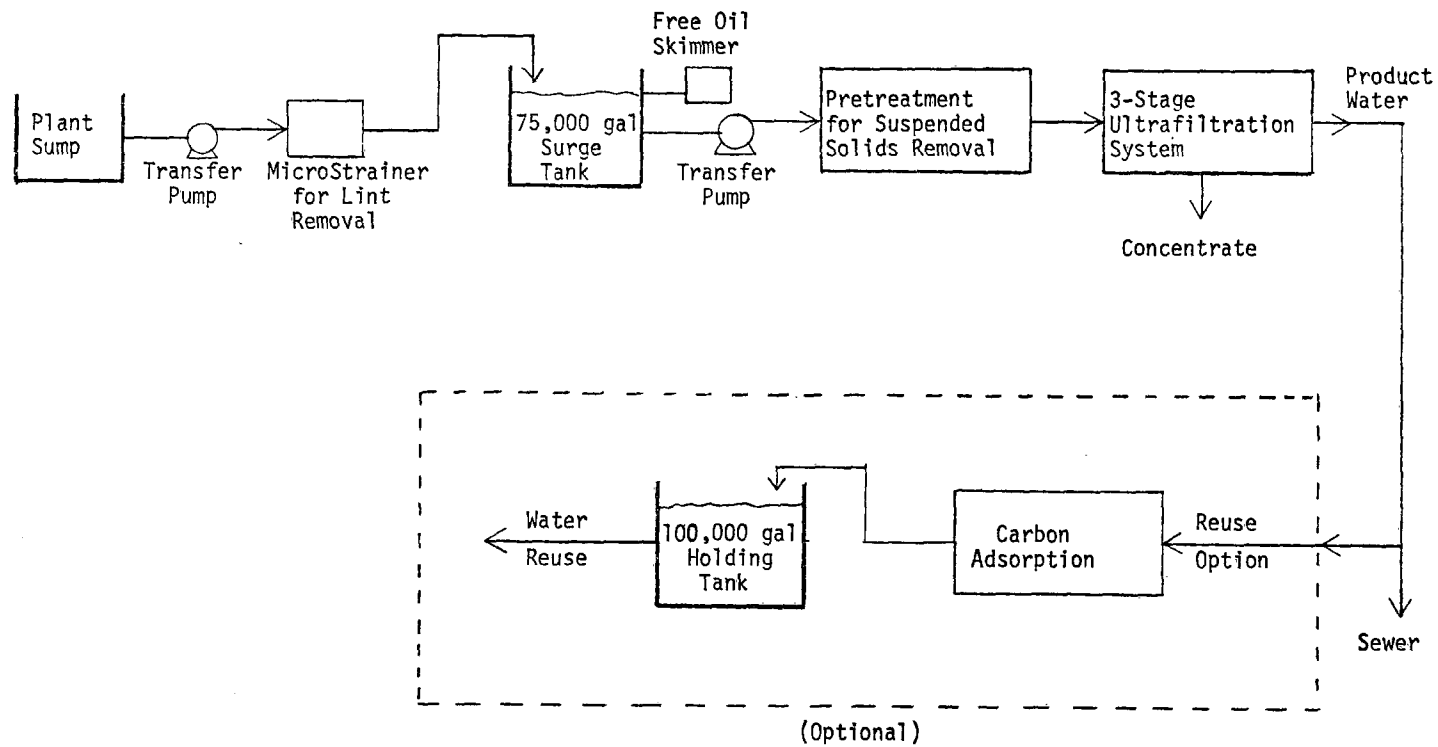 Free Oil
Skimmer
Plant
Sump
Transfer
Pump
MicroStrainer
for Lint
Removal
75,000 gal
Surge
Tank
Transfer
Pump
Pretreatment
for Suspended
Solids Removal
3-Stage
Ultrafiltration
System
Product
Water
Concentrate
Water
Reuse
100,000 gal
Holding
Tank
Carbon
Adsorption
Reuse
Option
Sewer
(Optional)